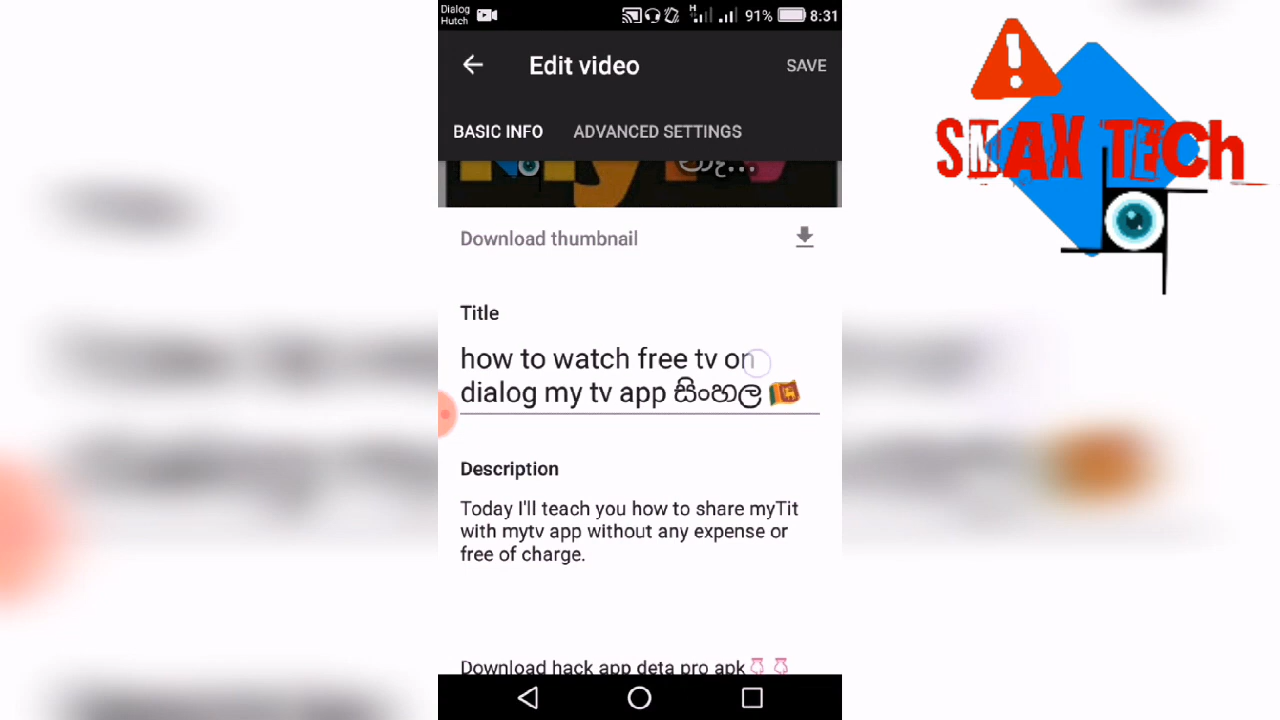 Dialog
Hutch
H
91%
8:31
Edit video
SAVE
BASIC INFO
ADVANCED SETTINGS
Download thumbnail
Title
how to watch free tv on
dialog my tv app සිංහල 🇱🇰
Description
Today I'll teach you how to share myTit
with mytv app without any expense or
free of charge.
Download hack app deta pro apk👇👇
SMAX TECh